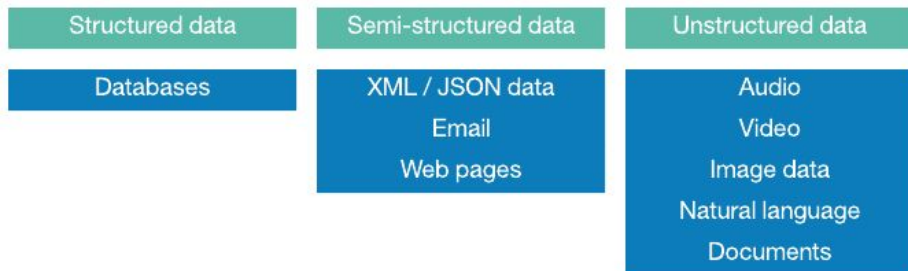 Structured data
Semi-structured data
Unstructured data
Databases
XML / JSON data
Email
Web pages
Audio
Video
Image data
Natural language
Documents